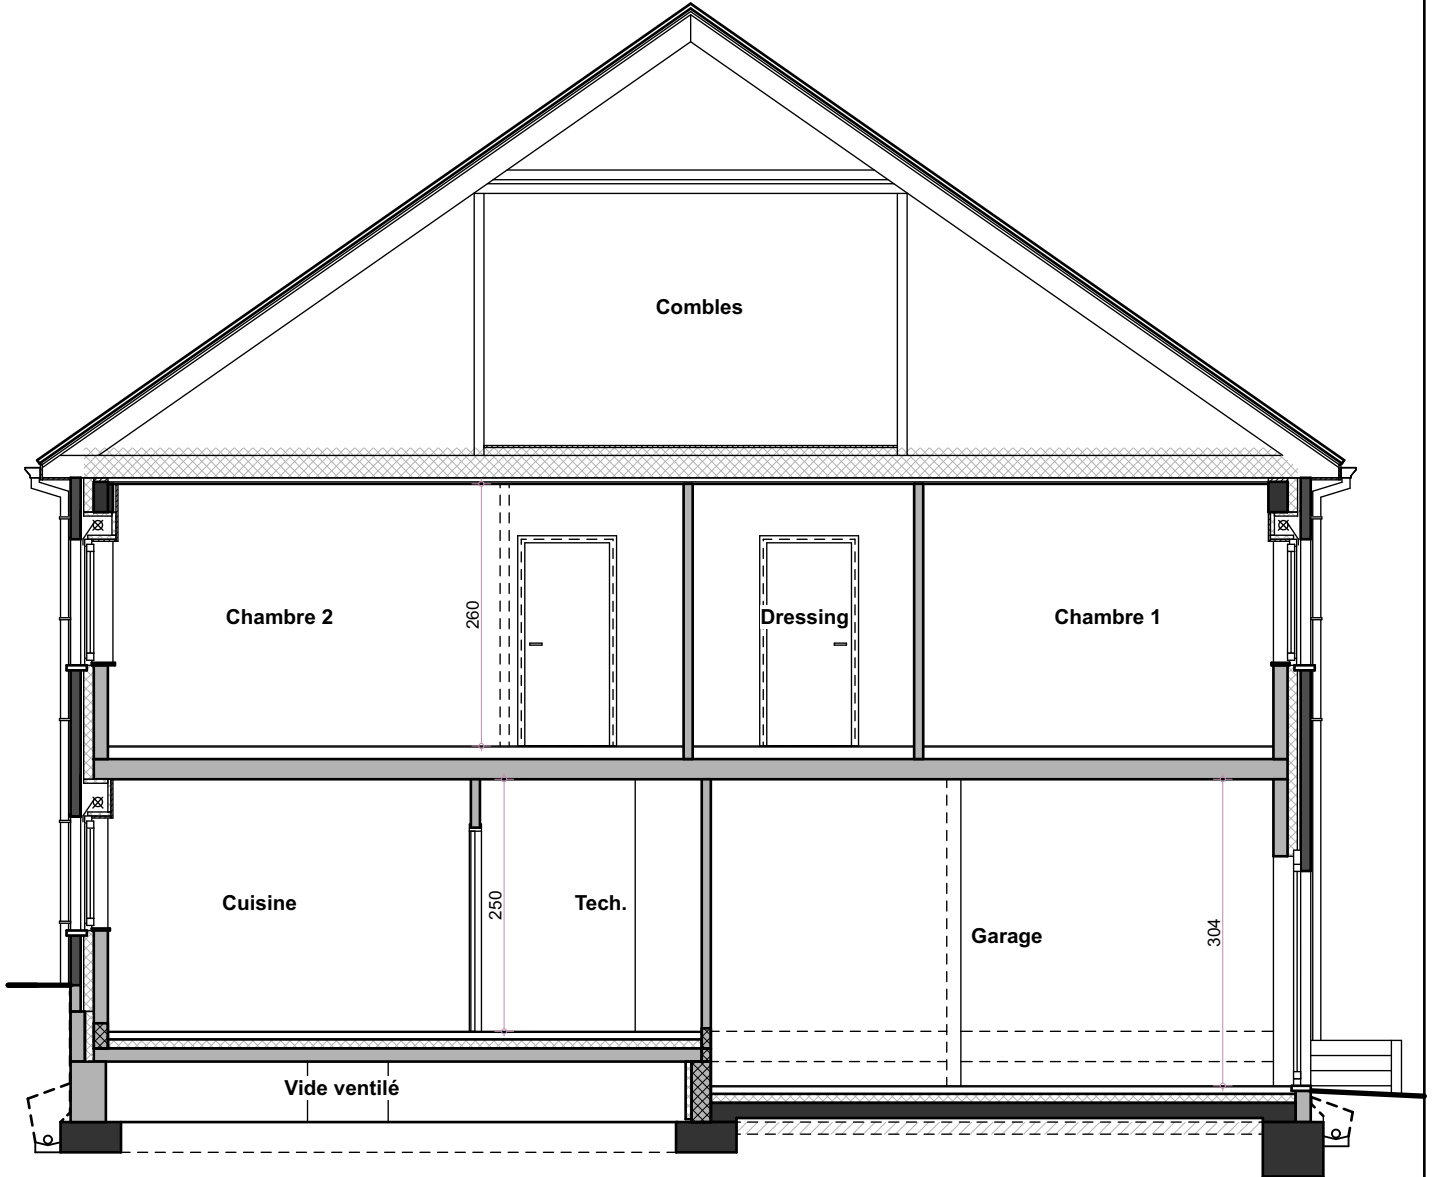 Combles
Chambre 2
260
Dressing
Chambre 1
Cuisine
250
Tech.
Garage
304
Vide ventilé